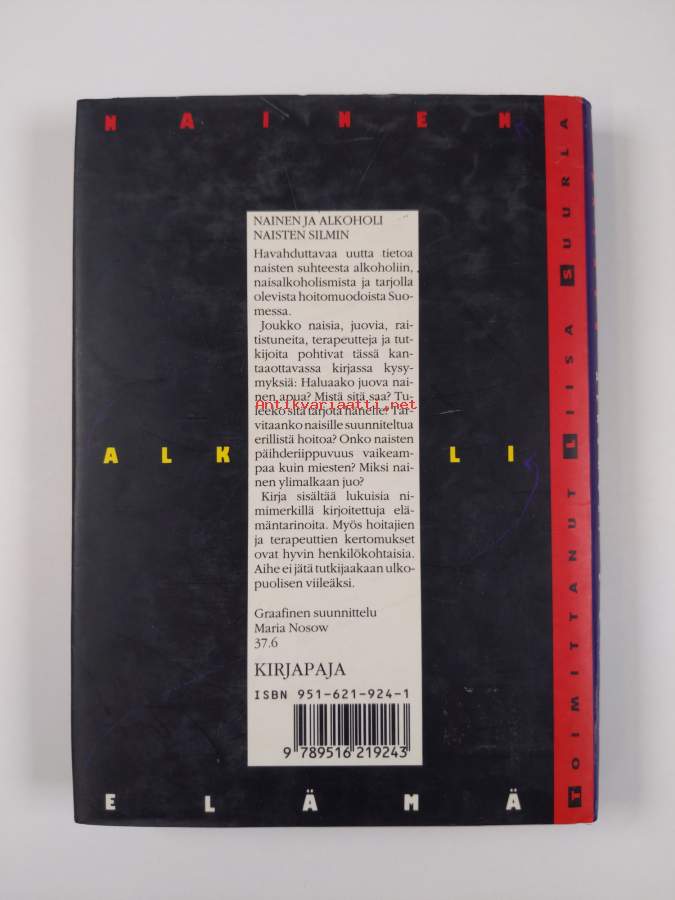 NAINEN
NAINEN JA ALKOHOLI
NAISTEN SILMIN
Havahduttavaa uutta tietoa
naisten suhteesta alkoholiin,
naisalkoholismista ja tarjolla
olevista hoitomuodoista Suo-
messa.
Joukko naisia, juovia, rai-
tistuneita, terapeutteja ja tut-
kijoita pohtivat tässä kan-
taaottavassa kirjassa kysy-
myksiä: Haluaako juova nai-
nen apua? Mistä sitä saa? Tu-
Antikvariaatti.net
leeko sitä tarjota hänelle? Tar-
vitaanko naisille suunniteltua
erillistä hoitoa? Onko naisten
ALK LI
päihderiippuvuus vaikeam-
paa kuin miesten? Miksi nai-
nen ylimalkaan juo?
Kirja sisältää lukuisia ni-
mimerkillä kirjoitettuja elä-
mäntarinoita. Myös hoitajien
ja terapeuttien kertomukset
ovat hyvin henkilökohtaisia.
Aihe ei jätä tutkijaakaan ulko-
puolisen viileäksi.
Graafinen suunnittelu
Maria Nosow
37.6
KIRJAPAJA
ISBN 951-621-924-1
9 789516 219243
ELÄMÄ
TOIMITTANUT LIISA SUURLA